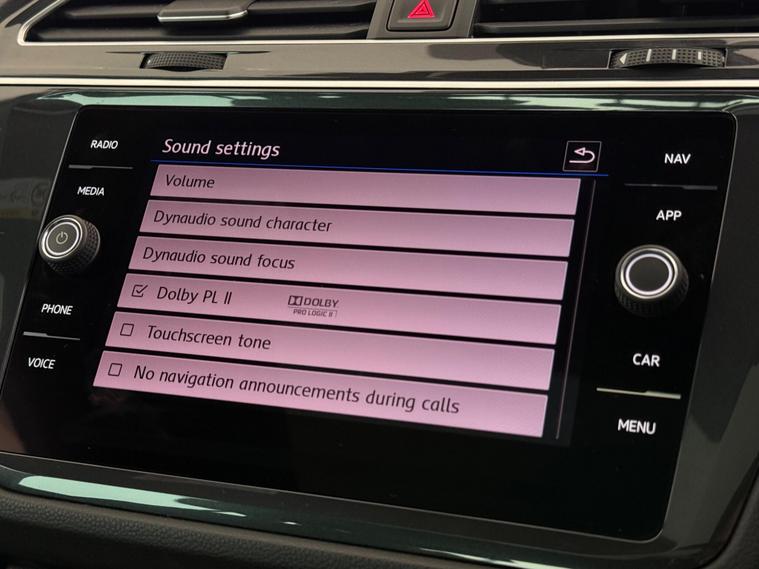 RADIO
Sound settings
NAV
MEDIA
Volume
APP
Dynaudio sound character
Dynaudio sound focus
Dolby PL II
DOLBY
PRO LOGIC II
PHONE
Touchscreen tone
VOICE
CAR
No navigation announcements during calls
MENU